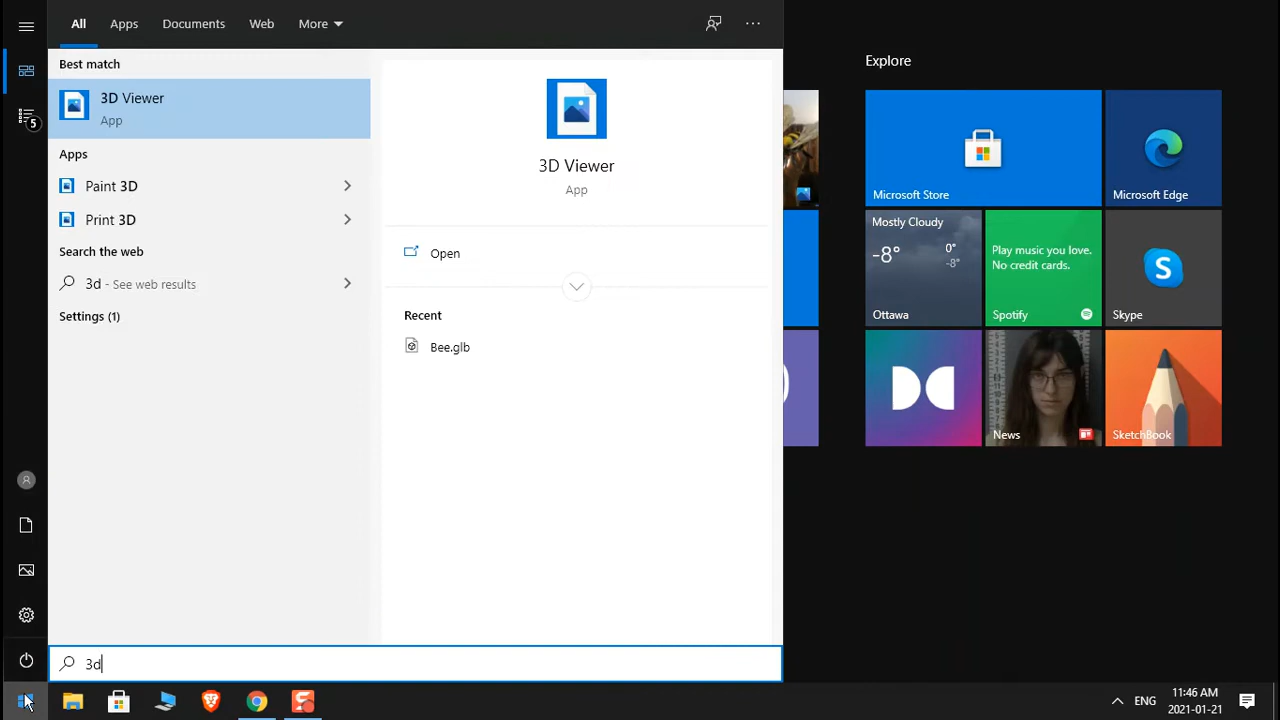 All Apps Documents Web More
Best match
3D Viewer
App
Apps
Paint 3D
Print 3D
Search the web
3d - See web results
Settings (1)
3D Viewer
App
Open
Recent
Bee.glb
5
3d
Explore
Microsoft Store
Microsoft Edge
Mostly Cloudy
-8° 0°
-8°
Ottawa
Play music you love.
No credit cards.
Spotify
S
Skype
News
SketchBook
ENG
11:46 AM
2021-01-21